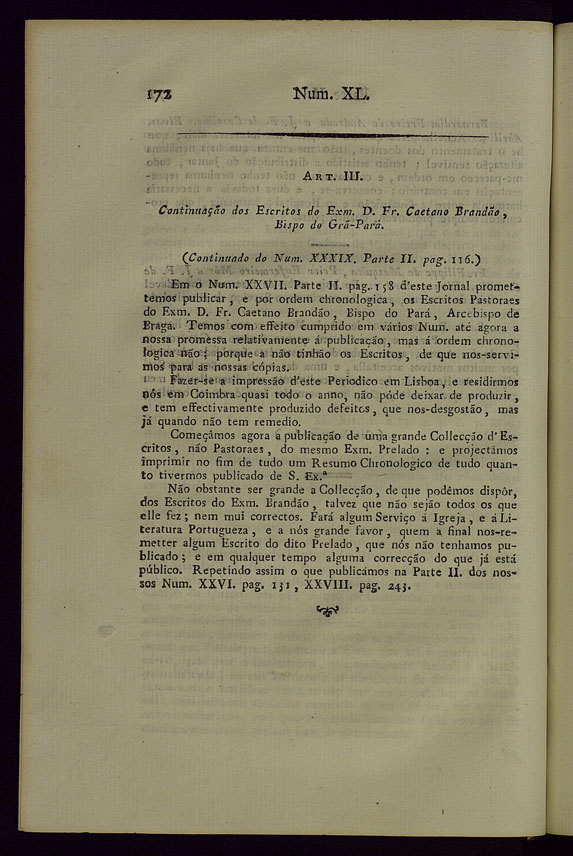 172 Num. XL.
ART. III.
Continuação dos Escritos do Exm. D. Fr. Caetano Brandão,
Bispo do Grã-Pará.
(Continuado do Num. XXXIX. Parte II. pag. 116.)
Em o Num. XXVII. Parte II. pag. 158 d'este Jornal promet-
temos publicar, e por ordem chronologica, os Escritos Pastoraes
do Exm. D. Fr. Caetano Brandão, Bispo do Pará, Arcebispo de
Braga. Temos com effeito cumprido em vários Num. até agora a
nossa promessa relativamente á publicação, mas á ordem chrono-
logica não; porque a não tinhão os Escritos, de que nos-servi-
mos para as nossas cópias.
Fazer-se a impressão d'este Periodico em Lisboa, e residirmos
nós em Coimbra quasi todo o anno, não póde deixar de produzir,
e tem effectivamente produzido defeitos, que nos-desgostão, mas
já quando não tem remedio.
Começâmos agora a publicação de uma grande Collecção d'Es-
critos, não Pastoraes, do mesmo Exm. Prelado: e projectâmos
imprimir no fim de tudo um Resumo Chronologico de tudo quan-
to tivermos publicado de S. Ex.ª
Não obstante ser grande a Collecção, de que podêmos dispôr,
dos Escritos do Exm. Brandão, talvez que não sejão todos os que
elle fez; nem mui correctos. Fará algum Serviço á Igreja, e á Li-
teratura Portugueza, e a nós grande favor, quem a final nos-re-
metter algum Escrito do dito Prelado, que nós não tenhamos pu-
blicado; e em qualquer tempo alguma correcção do que já está
público. Repetindo assim o que publicámos na Parte II. dos nos-
sos Num. XXVI. pag. 131, XXVIII. pag. 243.